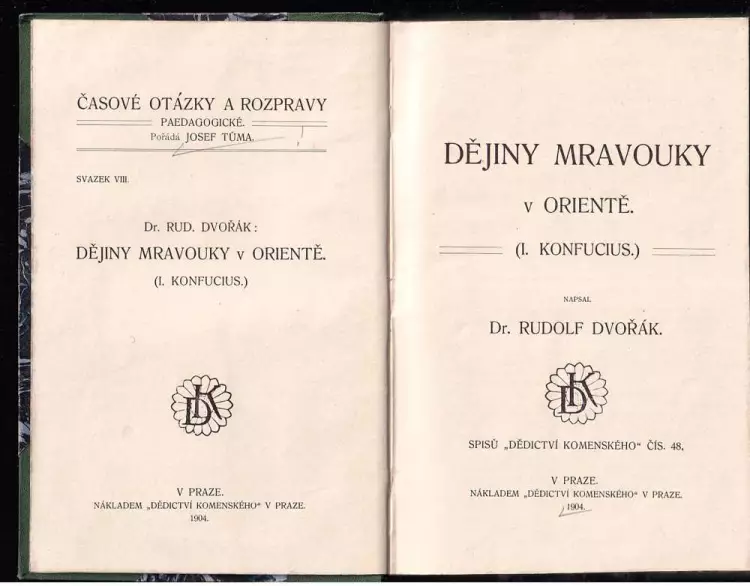 ČASOVÉ OTÁZKY A ROZPRAVY
PAEDAGOGICKÉ.
Pořádá JOSEF TŮMA.
SVAZEK VIII.
Dr. RUD. DVOŘÁK:
DĚJINY MRAVOUKY v ORIENTĚ.
(I. KONFUCIUS.)
DK
V PRAZE.
NÁKLADEM „DĚDICTVÍ KOMENSKÉHO“ V PRAZE.
1904.
DĚJINY MRAVOUKY
v ORIENTĚ.
(I. KONFUCIUS.)
NAPSAL
Dr. RUDOLF DVOŘÁK.
DK
SPISŮ „DĚDICTVÍ KOMENSKÉHO“ ČÍS. 48.
V PRAZE.
NÁKLADEM „DĚDICTVÍ KOMENSKÉHO“ V PRAZE.
1904.